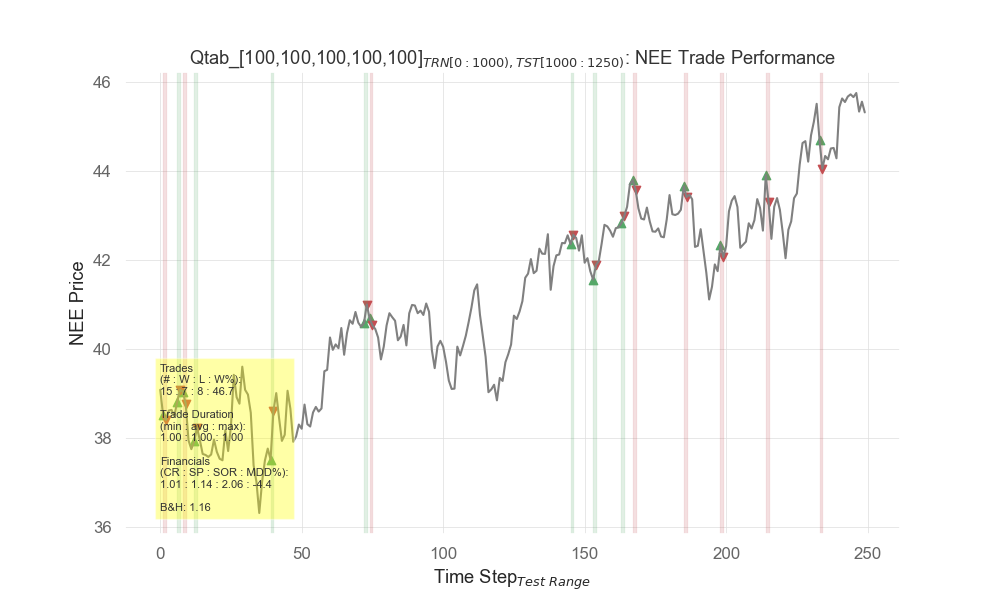 Qtab_[100,100,100,100,100]TRN[0 : 1000), TST[1000 : 1250): NEE Trade Performance
46
44
42
40
38
36
NEE Price
Trades
(# : W : L : W%):
15 : 7 : 8 : 46.7
Trade Duration
(min : avg : max):
1.00 : 1.00 : 1.00
Financials
(CR : SP : SOR : MDD%):
1.01 : 1.14 : 2.06 : -4.4
B&H: 1.16
0 50 100 150 200 250
Time StepTest Range